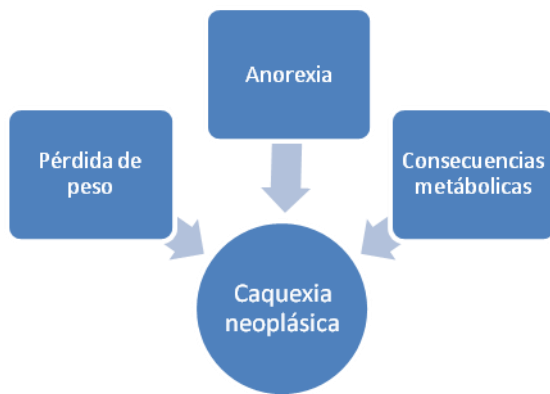 Anorexia
Pérdida de
peso
Consecuencias
metábolicas
Caquexia
neoplásica